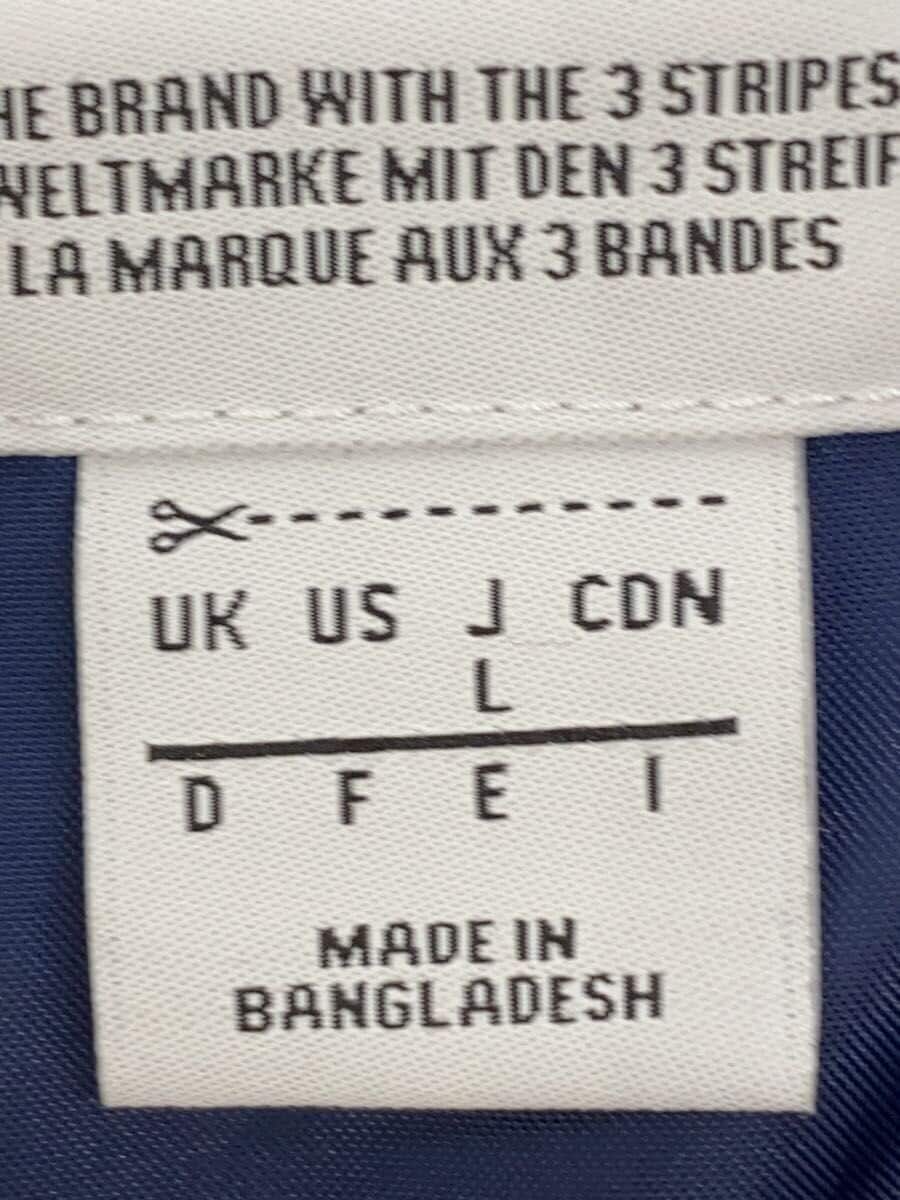 HE BRAND WITH THE 3 STRIPES
WELTMARKE MIT DEN 3 STREIF
LA MARQUE AUX 3 BANDES
UK US J CDN
L
D F E I
MADE IN
BANGLADESH